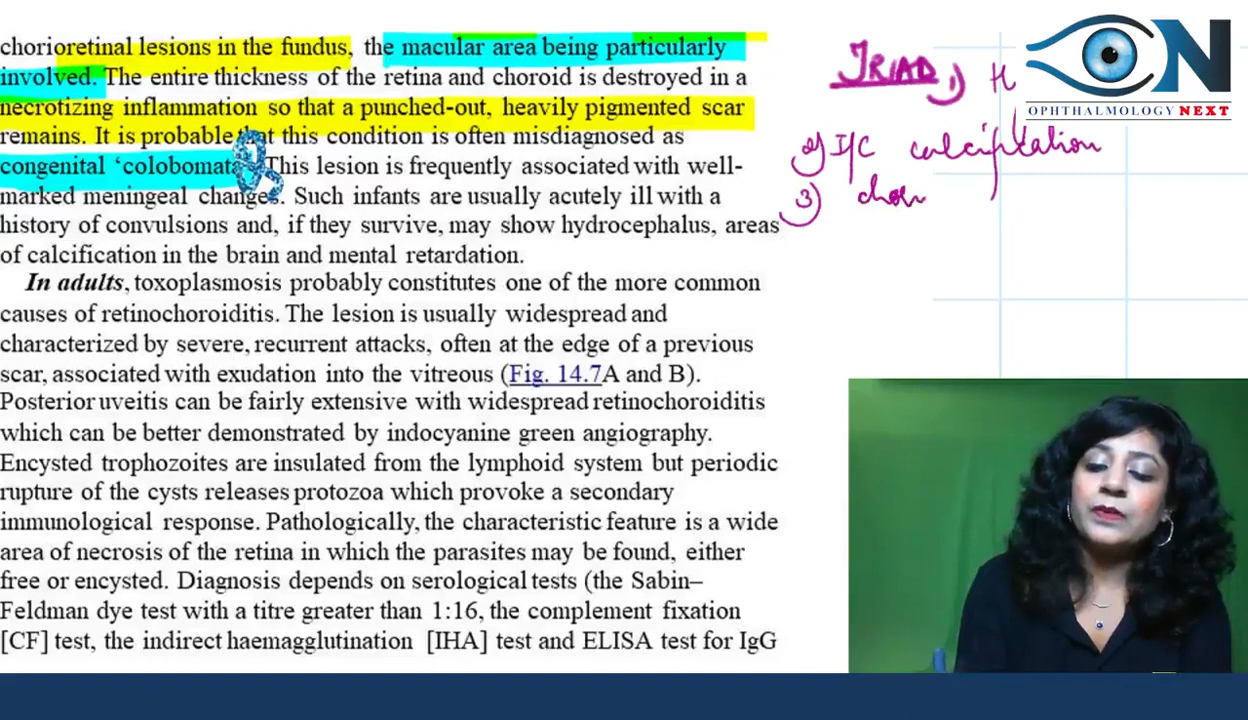 chorioretinal lesions in the fundus, the macular area being particularly
involved. The entire thickness of the retina and choroid is destroyed in a
necrotizing inflammation so that a punched-out, heavily pigmented scar
remains. It is probable that this condition is often misdiagnosed as
congenital ‘colobomata This lesion is frequently associated with well-
marked meningeal changes. Such infants are usually acutely ill with a
history of convulsions and, if they survive, may show hydrocephalus, areas
of calcification in the brain and mental retardation.
In adults, toxoplasmosis probably constitutes one of the more common
causes of retinochoroiditis. The lesion is usually widespread and
characterized by severe, recurrent attacks, often at the edge of a previous
scar, associated with exudation into the vitreous (Fig. 14.7A and B).
Posterior uveitis can be fairly extensive with widespread retinochoroiditis
which can be better demonstrated by indocyanine green angiography.
Encysted trophozoites are insulated from the lymphoid system but periodic
rupture of the cysts releases protozoa which provoke a secondary
immunological response. Pathologically, the characteristic feature is a wide
area of necrosis of the retina in which the parasites may be found, either
free or encysted. Diagnosis depends on serological tests (the Sabin–
Feldman dye test with a titre greater than 1:16, the complement fixation
[CF] test, the indirect haemagglutination [IHA] test and ELISA test for IgG
TRIAD 1) H
2) I/C calcification
3) chor
ON
OPHTHALMOLOGY NEXT